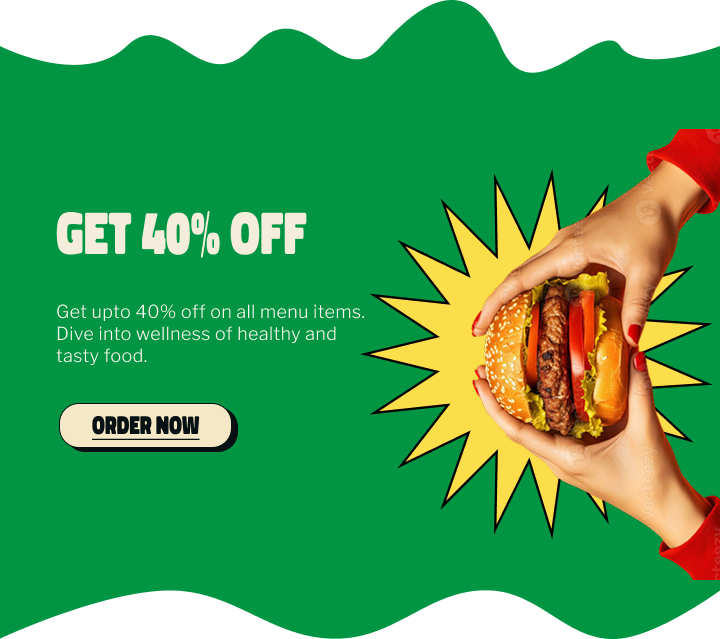 GET 40% OFF
Get upto 40% off on all menu items.
Dive into wellness of healthy and
tasty food.
ORDER NOW
vecteezy